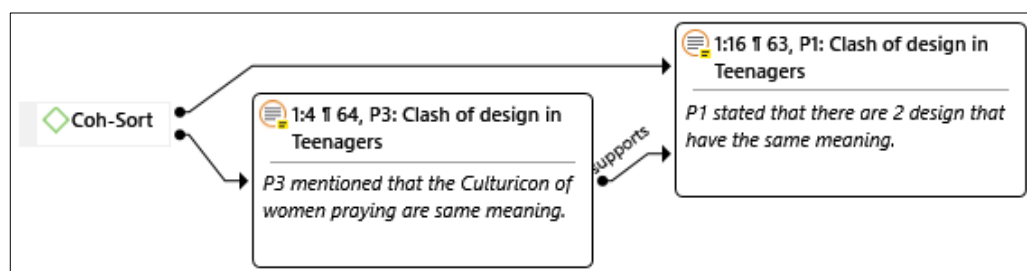 Coh-Sort
1:4 ¶ 64, P3: Clash of design in
Teenagers
P3 mentioned that the Culturicon of
women praying are same meaning.
supports
1:16 ¶ 63, P1: Clash of design in
Teenagers
P1 stated that there are 2 design that
have the same meaning.